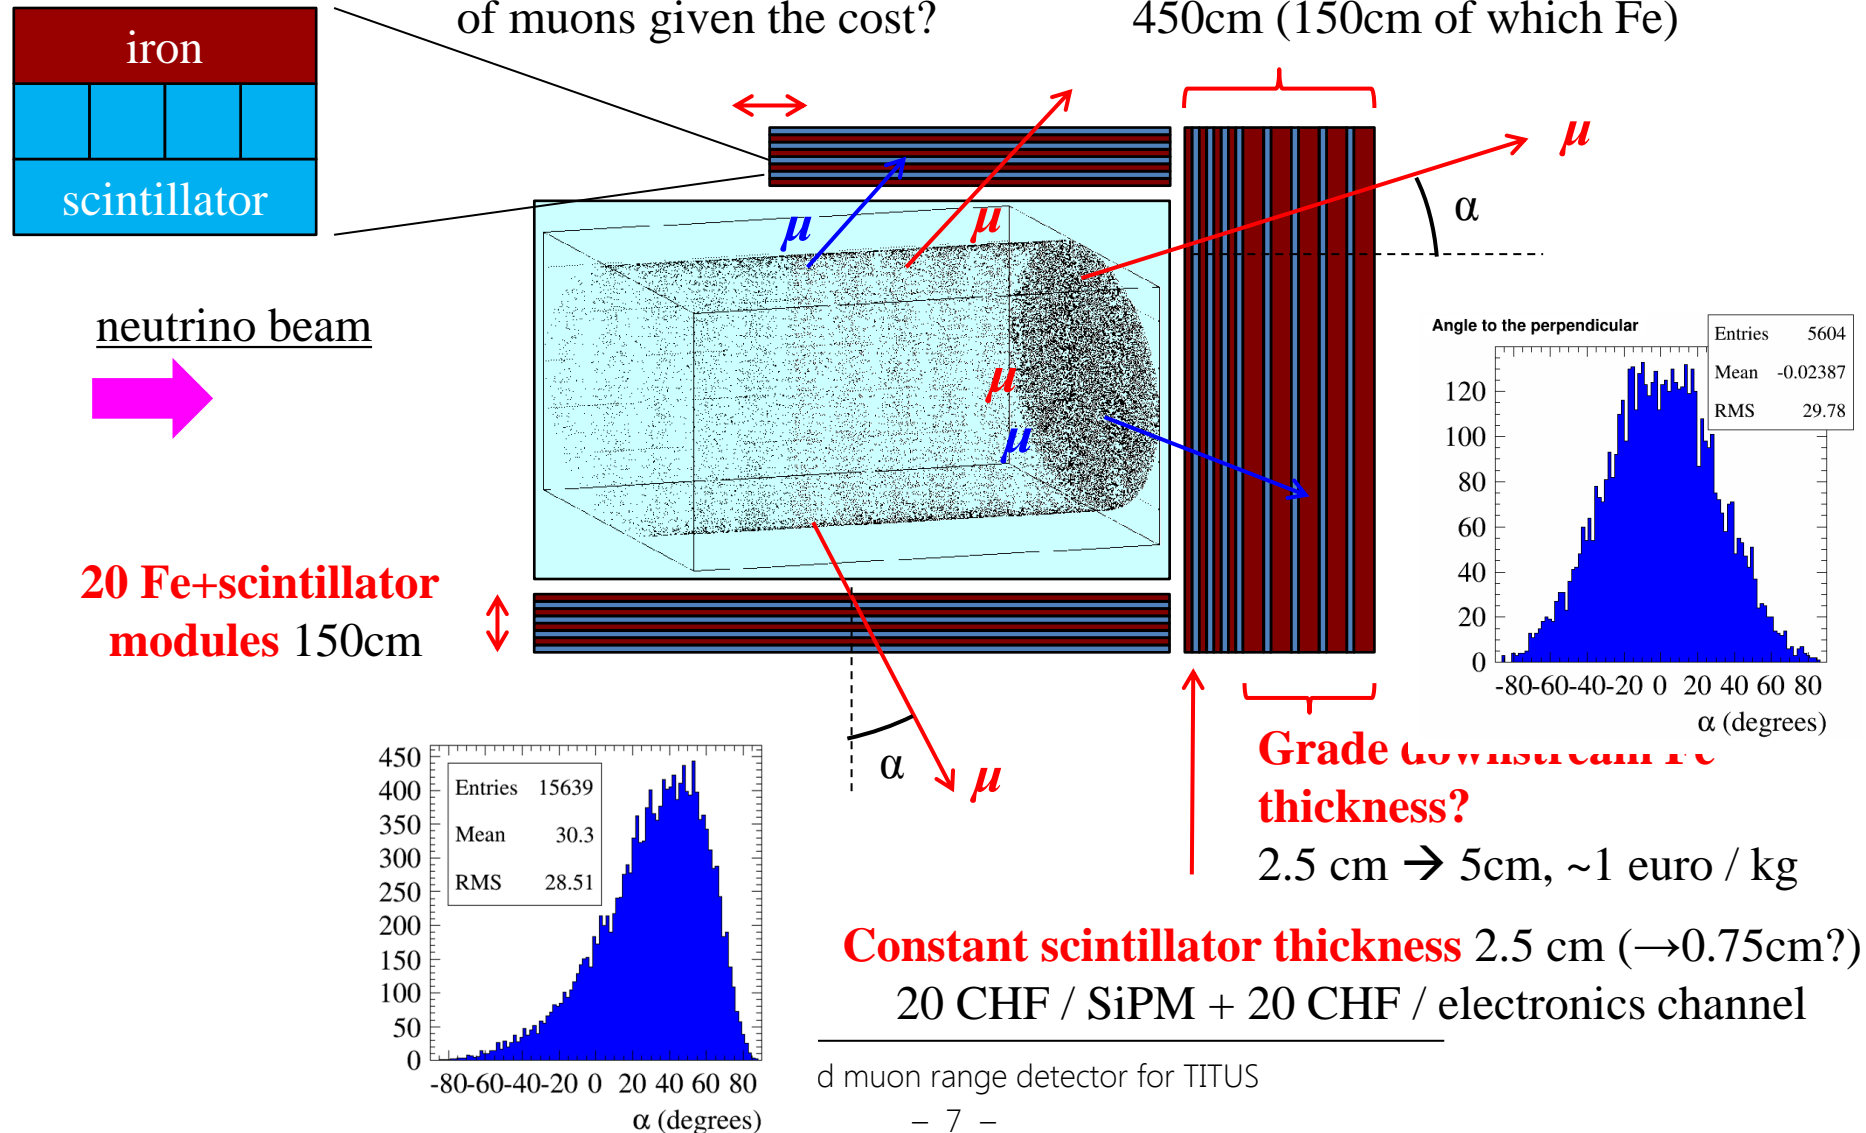 of muons given the cost?
450cm (150cm of which Fe)
iron
scintillator
μ
α
μ
μ
neutrino beam
μ
μ
Angle to the perpendicular
Entries 5604
Mean -0.02387
RMS 29.78
120
100
80
60
40
20
0
-80-60-40-20 0 20 40 60 80
α (degrees)
20 Fe+scintillator
modules 150cm
α
μ
450
400
350
300
250
200
150
100
50
0
Entries 15639
Mean 30.3
RMS 28.51
-80-60-40-20 0 20 40 60 80
α (degrees)
Grade downstream Fe
thickness?
2.5 cm → 5cm, ~1 euro / kg
Constant scintillator thickness 2.5 cm (→0.75cm?)
20 CHF / SiPM + 20 CHF / electronics channel
d muon range detector for TITUS
– 7 –